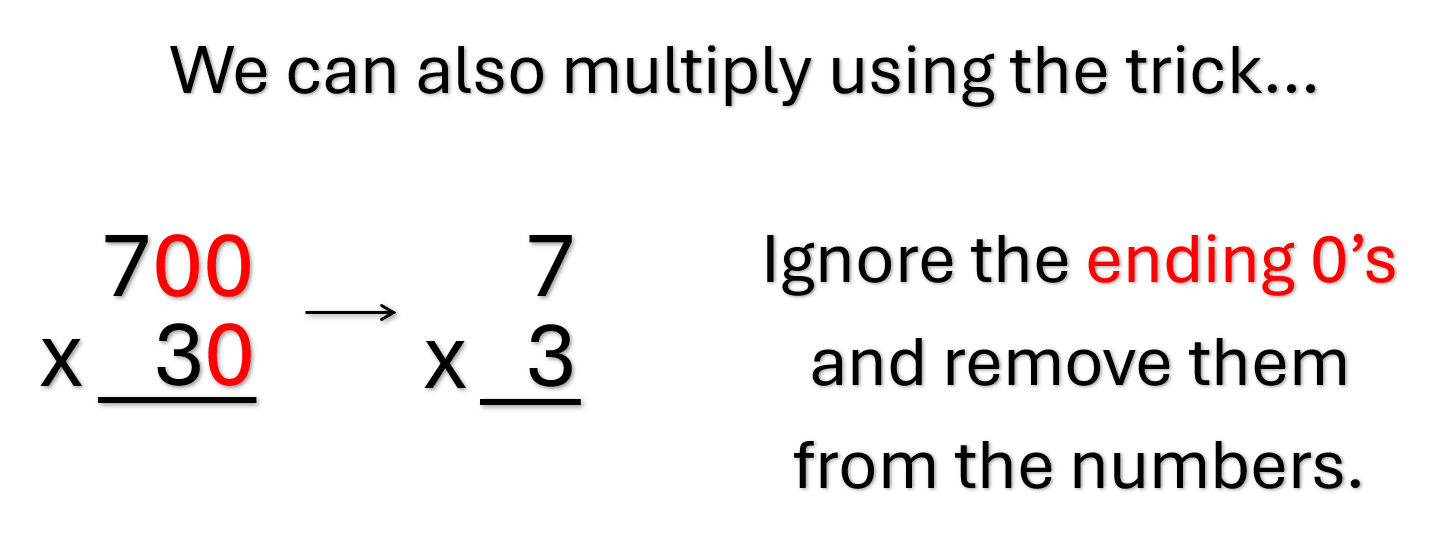 We can also multiply using the trick...
700 7 Ignore the ending 0’s
x 30 x 3 and remove them
from the numbers.